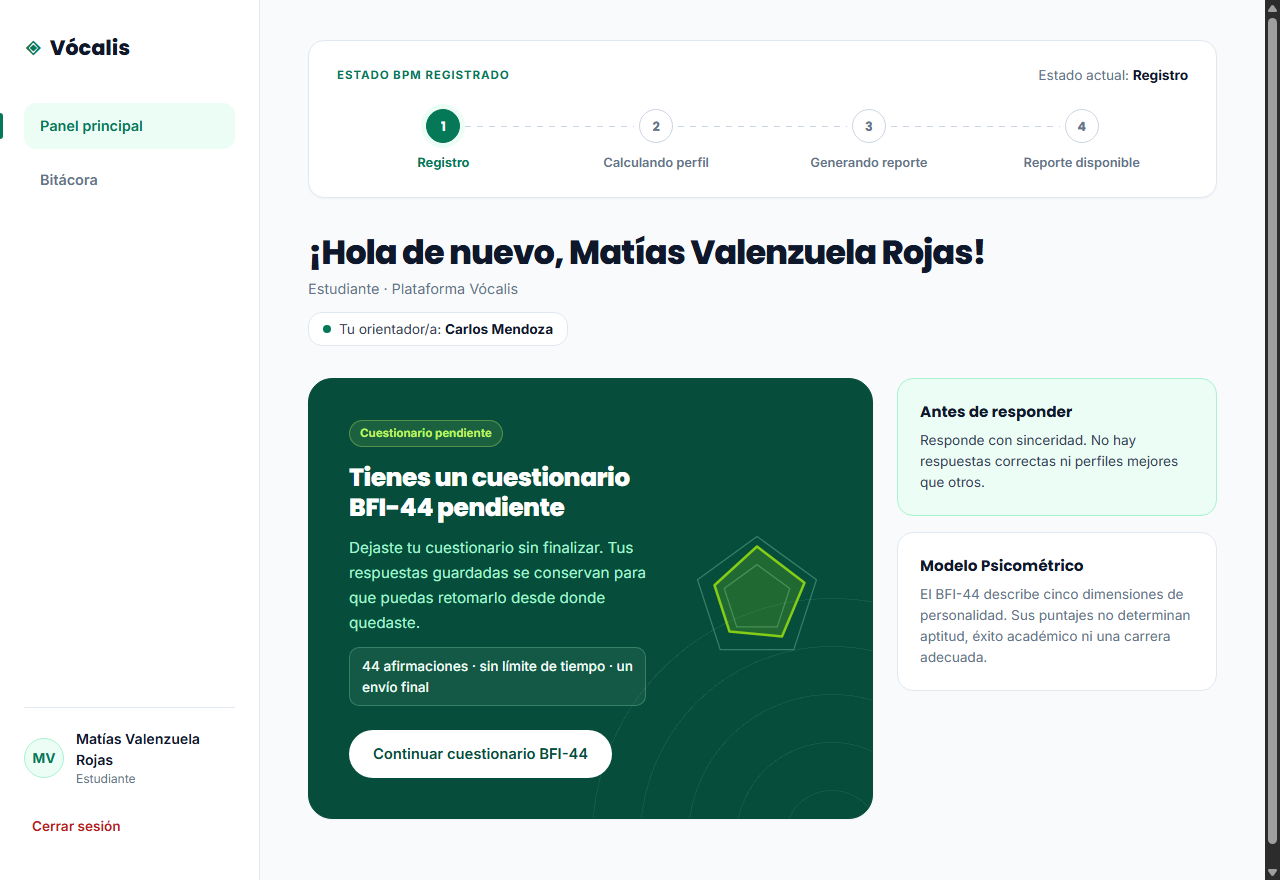 Vócalis
Panel principal
Bitácora
Matías Valenzuela
Rojas
MV
Estudiante
Cerrar sesión
ESTADO BPM REGISTRADO
Estado actual: Registro
1
2
3
4
Registro
Calculando perfil
Generando reporte
Reporte disponible
¡Hola de nuevo, Matías Valenzuela Rojas!
Estudiante · Plataforma Vócalis
Tu orientador/a: Carlos Mendoza
Cuestionario pendiente
Tienes un cuestionario
BFI-44 pendiente
Dejaste tu cuestionario sin finalizar. Tus
respuestas guardadas se conservan para
que puedas retomarlo desde donde
quedaste.
44 afirmaciones · sin límite de tiempo · un
envío final
Continuar cuestionario BFI-44
Antes de responder
Responde con sinceridad. No hay
respuestas correctas ni perfiles mejores
que otros.
Modelo Psicométrico
El BFI-44 describe cinco dimensiones de
personalidad. Sus puntajes no determinan
aptitud, éxito académico ni una carrera
adecuada.